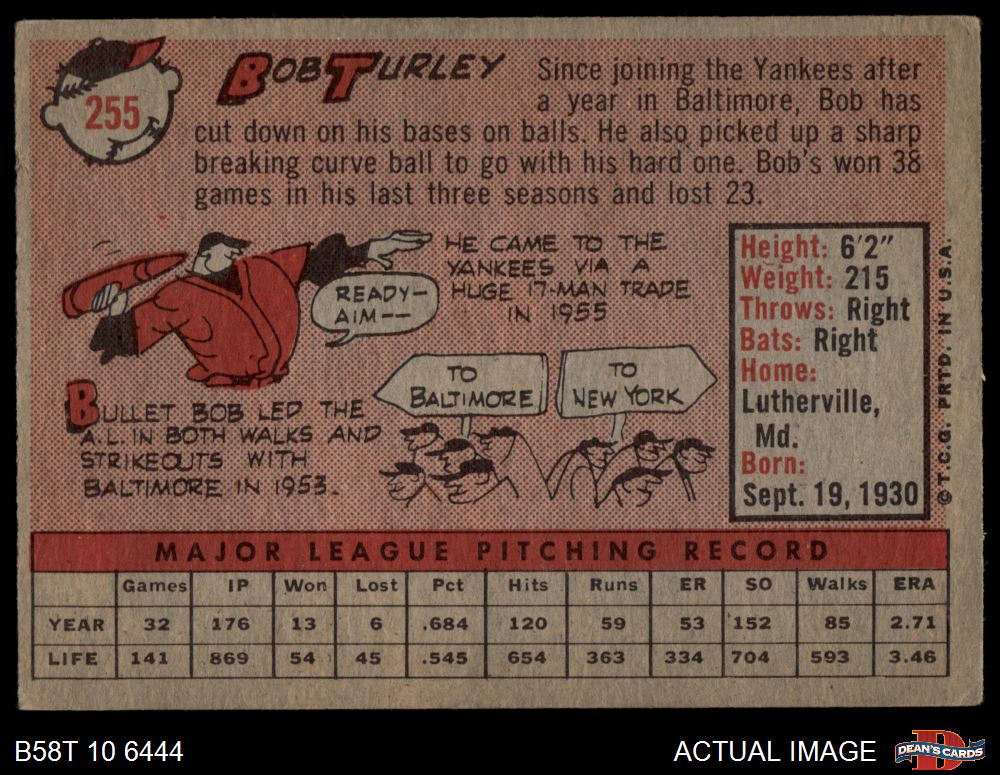 255
BOB TURLEY
Since joining the Yankees after
a year in Baltimore, Bob has
cut down on his bases on balls. He also picked up a sharp
breaking curve ball to go with his hard one. Bob's won 38
games in his last three seasons and lost 23.
HE CAME TO THE
YANKEES VIA A
HUGE 17-MAN TRADE
IN 1955
READY-
AIM--
TO
BALTIMORE
TO
NEW YORK
BULLET BOB LED THE
A.L. IN BOTH WALKS AND
STRIKEOUTS WITH
BALTIMORE IN 1953.
Height: 6'2"
Weight: 215
Throws: Right
Bats: Right
Home:
Lutherville,
Md.
Born:
Sept. 19, 1930
© T.C.G. PRTD. IN U.S.A.
MAJOR LEAGUE PITCHING RECORD
Games IP Won Lost Pct Hits Runs ER SO Walks ERA
YEAR 32 176 13 6 .684 120 59 53 152 85 2.71
LIFE 141 869 54 45 .545 654 363 334 704 593 3.46
B58T 10 6444
ACTUAL IMAGE
DEAN'S CARDS